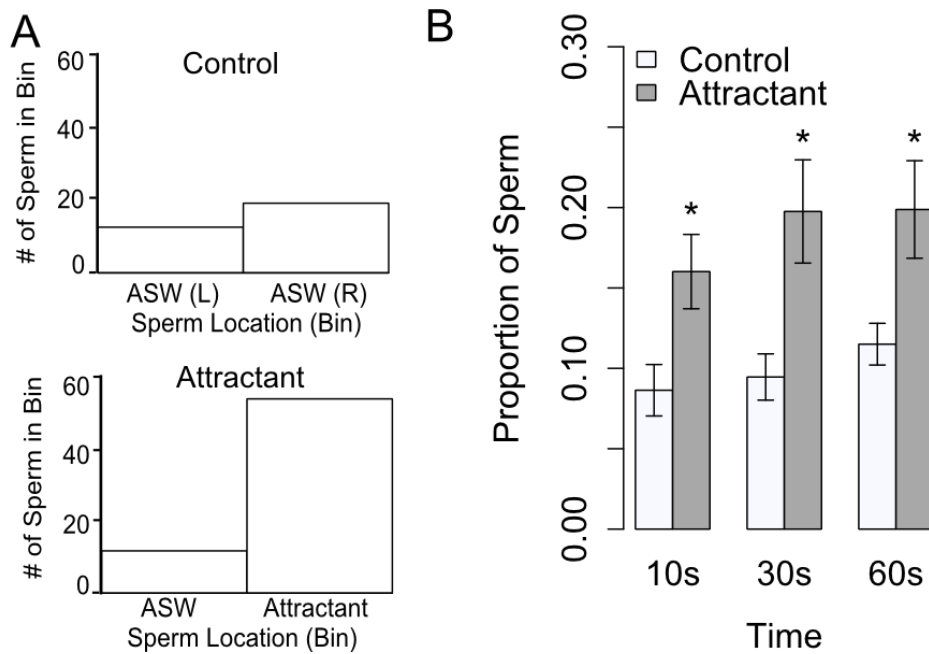 A
Control
# of Sperm in Bin
60
40
20
0
ASW (L) ASW (R)
Sperm Location (Bin)
Attractant
# of Sperm in Bin
60
40
20
0
ASW Attractant
Sperm Location (Bin)
B
Proportion of Sperm
0.30
0.20
0.10
0.00
Control
Attractant
* * *
10s 30s 60s
Time